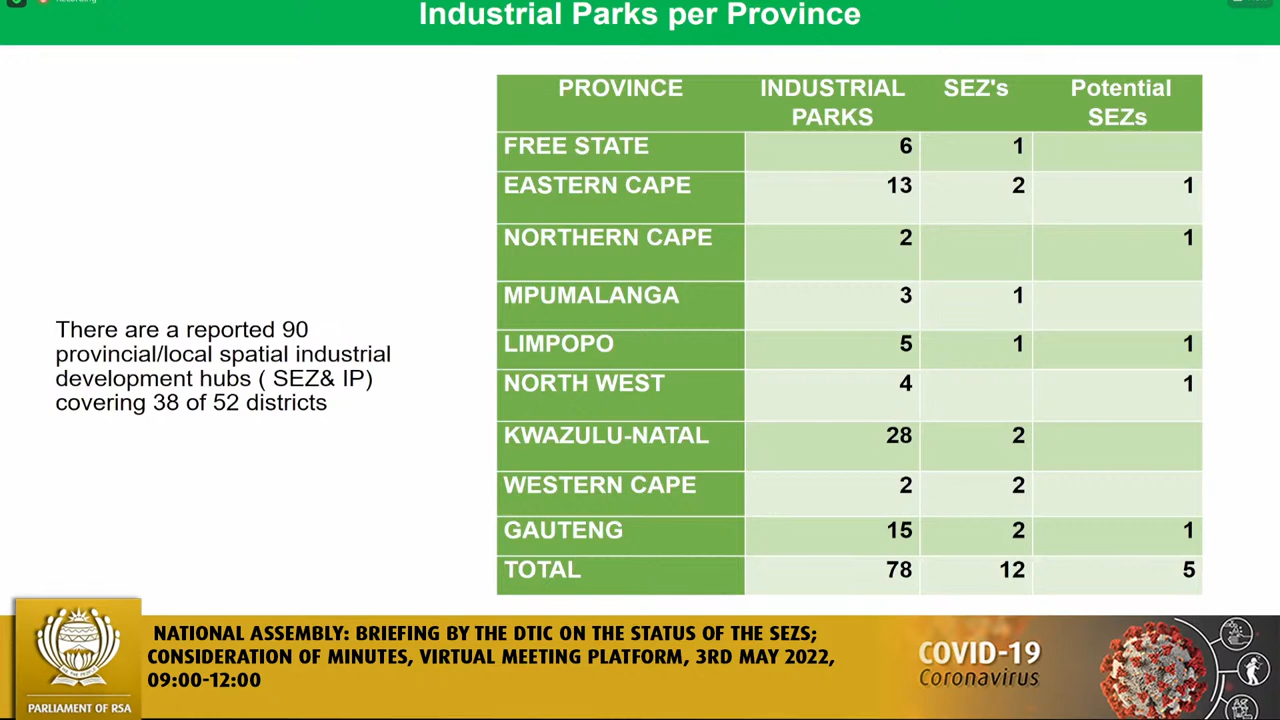 Recording
Industrial Parks per Province
PROVINCE INDUSTRIAL PARKS SEZ's Potential SEZs
FREE STATE 6 1
EASTERN CAPE 13 2 1
NORTHERN CAPE 2 1
MPUMALANGA 3 1
LIMPOPO 5 1 1
NORTH WEST 4 1
KWAZULU-NATAL 28 2
WESTERN CAPE 2 2
GAUTENG 15 2 1
TOTAL 78 12 5
There are a reported 90
provincial/local spatial industrial
development hubs ( SEZ& IP)
covering 38 of 52 districts
NATIONAL ASSEMBLY: BRIEFING BY THE DTIC ON THE STATUS OF THE SEZS;
CONSIDERATION OF MINUTES, VIRTUAL MEETING PLATFORM, 3RD MAY 2022,
09:00-12:00
PARLIAMENT OF RSA
COVID-19
Coronavirus